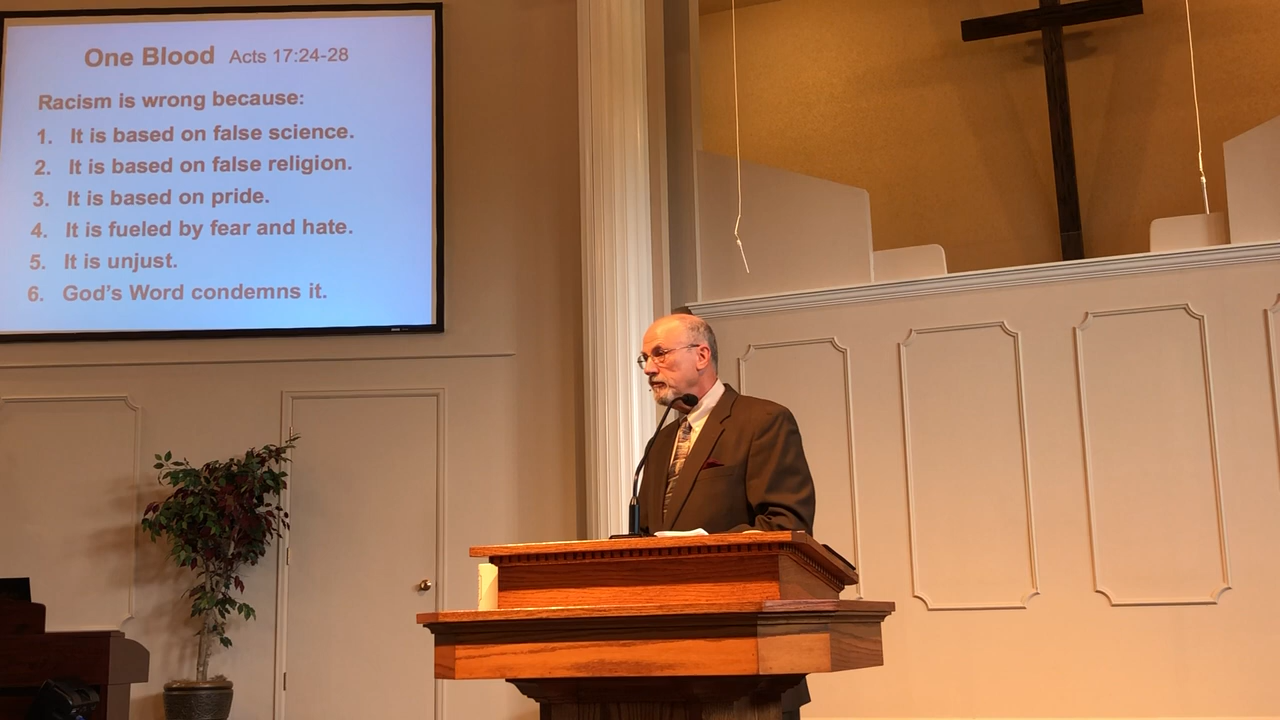 One Blood Acts 17:24-28
Racism is wrong because:
1. It is based on false science.
2. It is based on false religion.
3. It is based on pride.
4. It is fueled by fear and hate.
5. It is unjust.
6. God's Word condemns it.